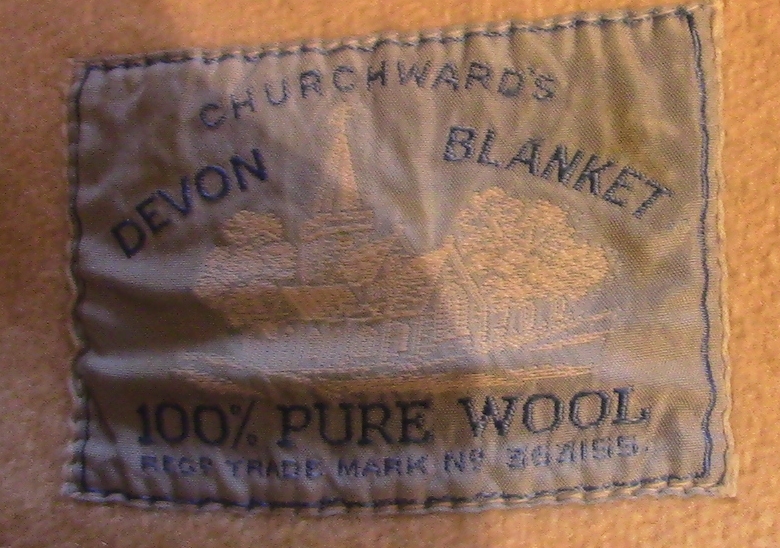 CHURCHWARD'S
DEVON BLANKET
100% PURE WOOL
REGD TRADE MARK Nº